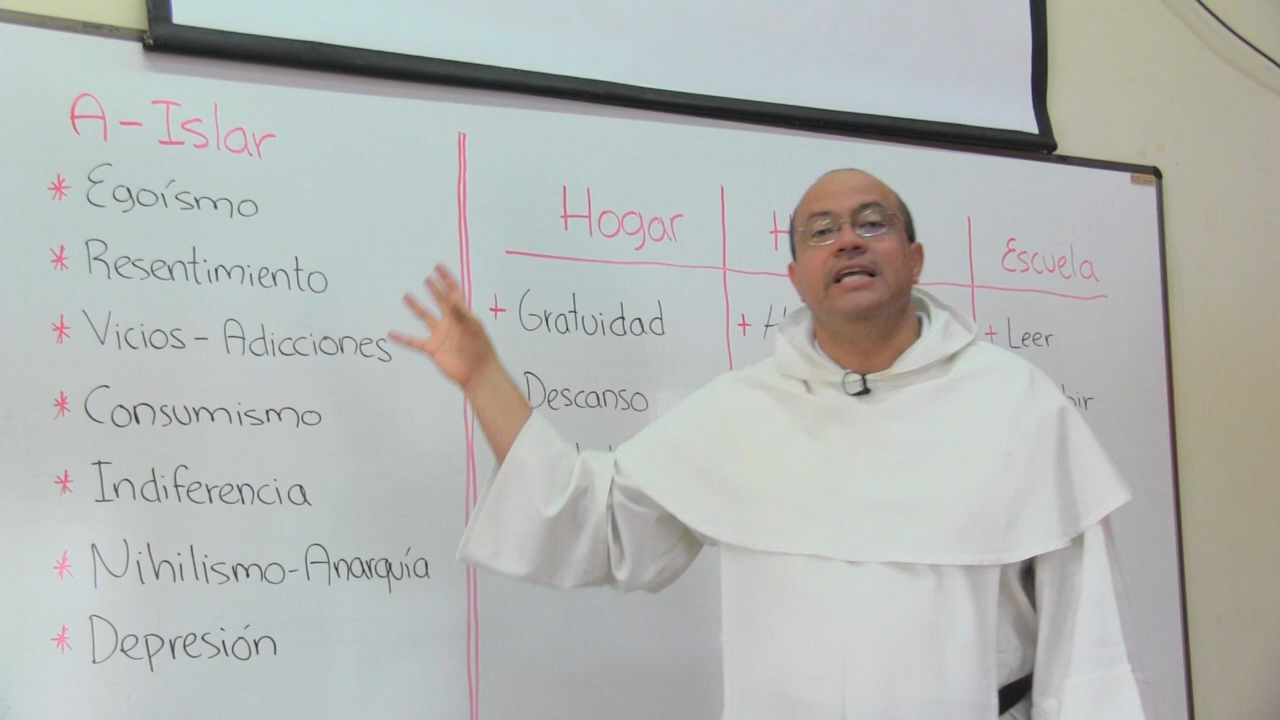 A-Islar
* Egoísmo
* Resentimiento
* Vicios - Adicciones
* Consumismo
* Indiferencia
* Nihilismo-Anarquía
* Depresión
Hogar
+ Gratuidad
Descanso
+
Escuela
+ Leer